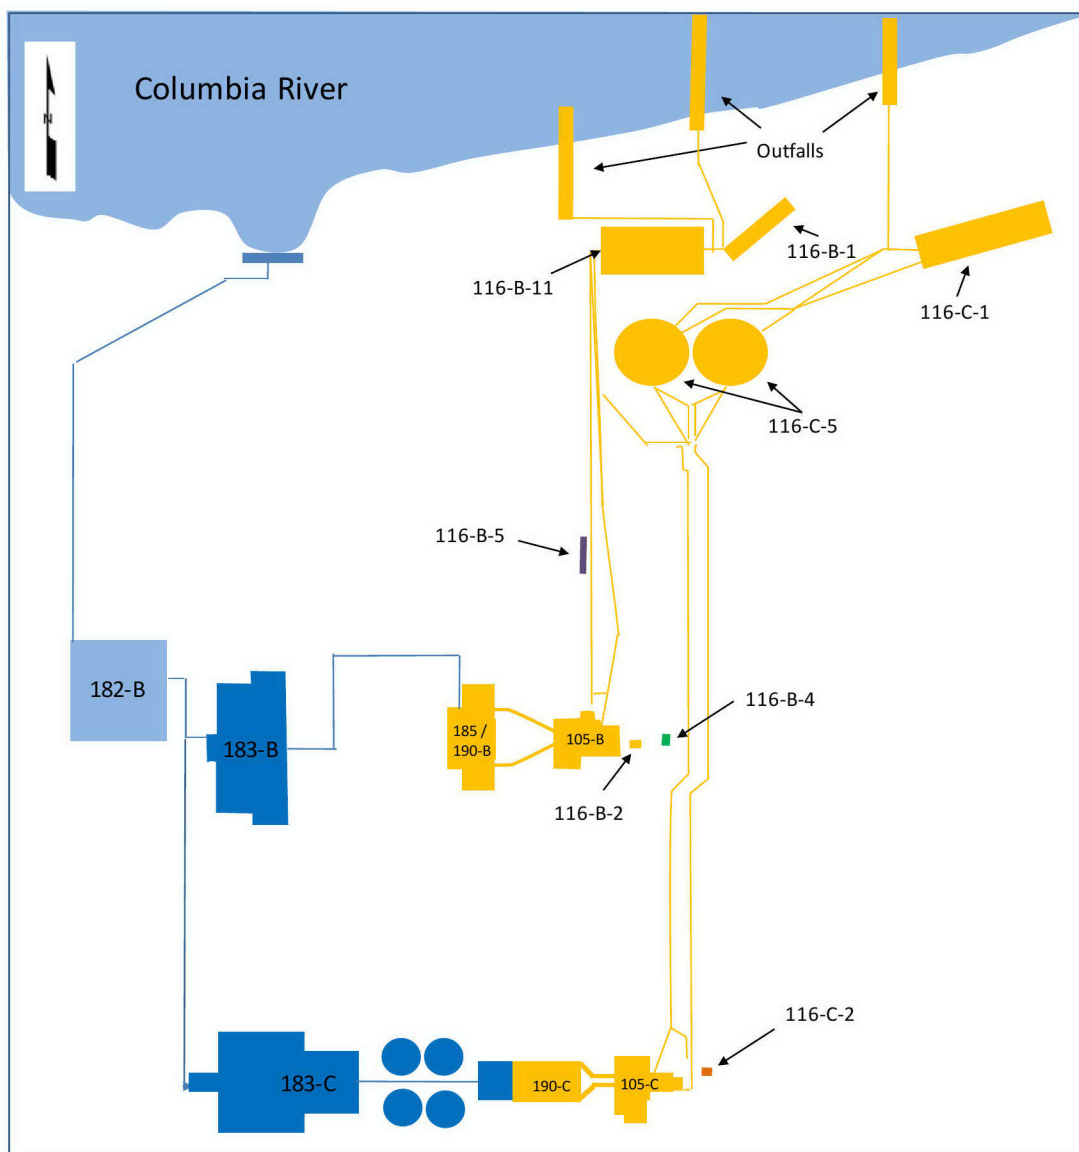 Columbia River
N
Outfalls
116-B-1
116-B-11
116-C-1
116-C-5
116-B-5
182-B
183-B
185 /
190-B
105-B
116-B-4
116-B-2
116-C-2
183-C
190-C
105-C